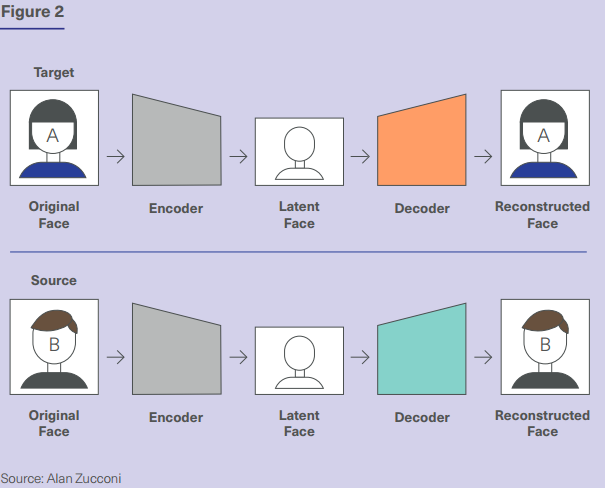 Figure 2
Target
A
A
Original
Face
Encoder
Latent
Face
Decoder
Reconstructed
Face
Source
B
B
Original
Face
Encoder
Latent
Face
Decoder
Reconstructed
Face
Source: Alan Zucconi